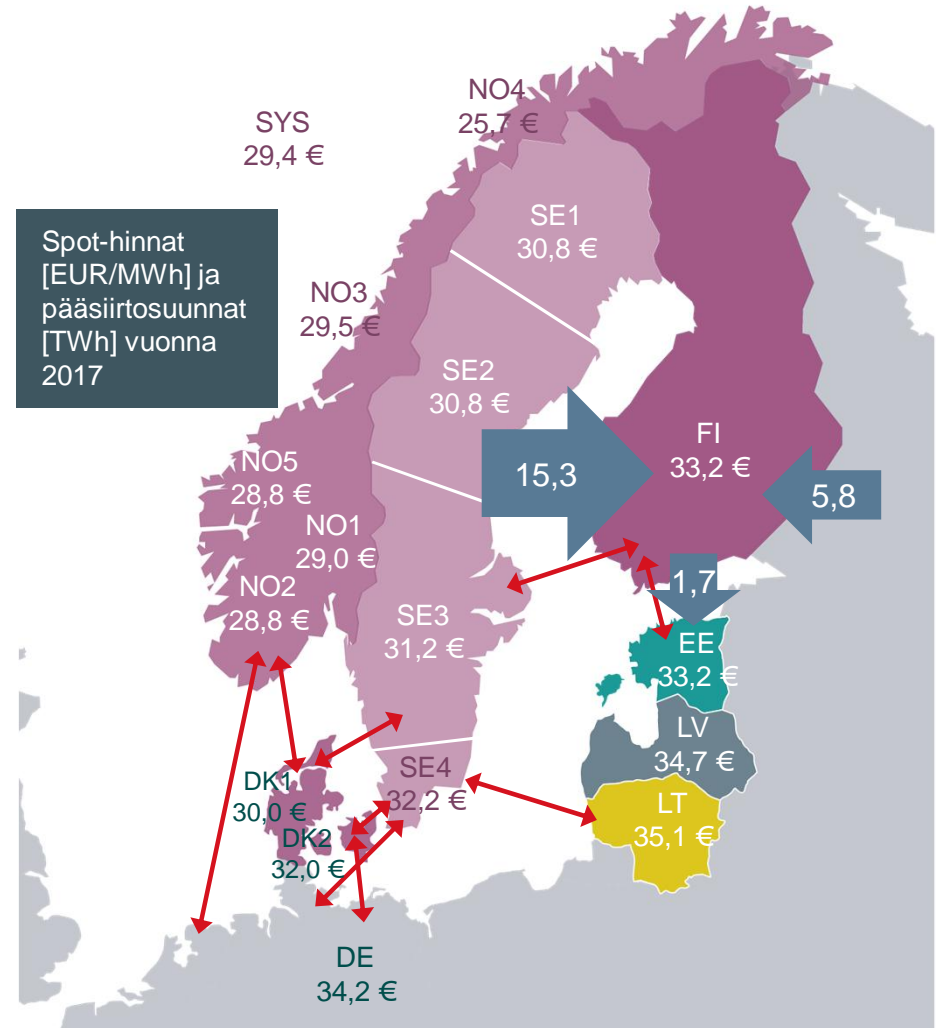 NO4
25,7 €
SYS
29,4 €
SE1
30,8 €
Spot-hinnat
[EUR/MWh] ja
pääsiirtosuunnat
[TWh] vuonna
2017
NO3
29,5 €
SE2
30,8 €
FI
33,2 €
15,3
5,8
NO5
28,8 €
NO1
29,0 €
NO2
28,8 €
1,7
SE3
31,2 €
EE
33,2 €
LV
34,7 €
SE4
32,2 €
DK1
30,0 €
LT
35,1 €
DK2
32,0 €
DE
34,2 €